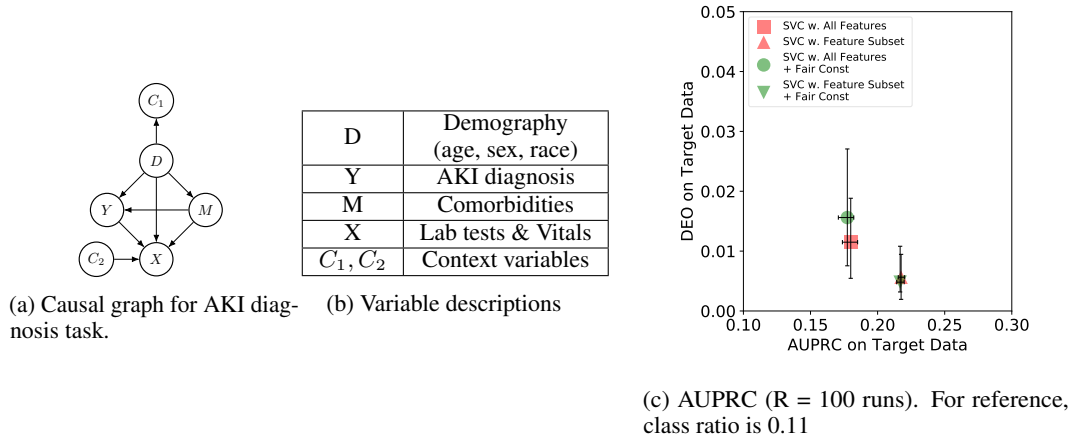 C1
D
Y
M
C2
X
(a) Causal graph for AKI diag-
nosis task.
D Demography
(age, sex, race)
Y AKI diagnosis
M Comorbidities
X Lab tests & Vitals
C1, C2 Context variables
(b) Variable descriptions
SVC w. All Features
SVC w. Feature Subset
SVC w. All Features
+ Fair Const
SVC w. Feature Subset
+ Fair Const
DEO on Target Data
0.05
0.04
0.03
0.02
0.01
0.00
0.10 0.15 0.20 0.25 0.30
AUPRC on Target Data
(c) AUPRC (R = 100 runs). For reference,
class ratio is 0.11